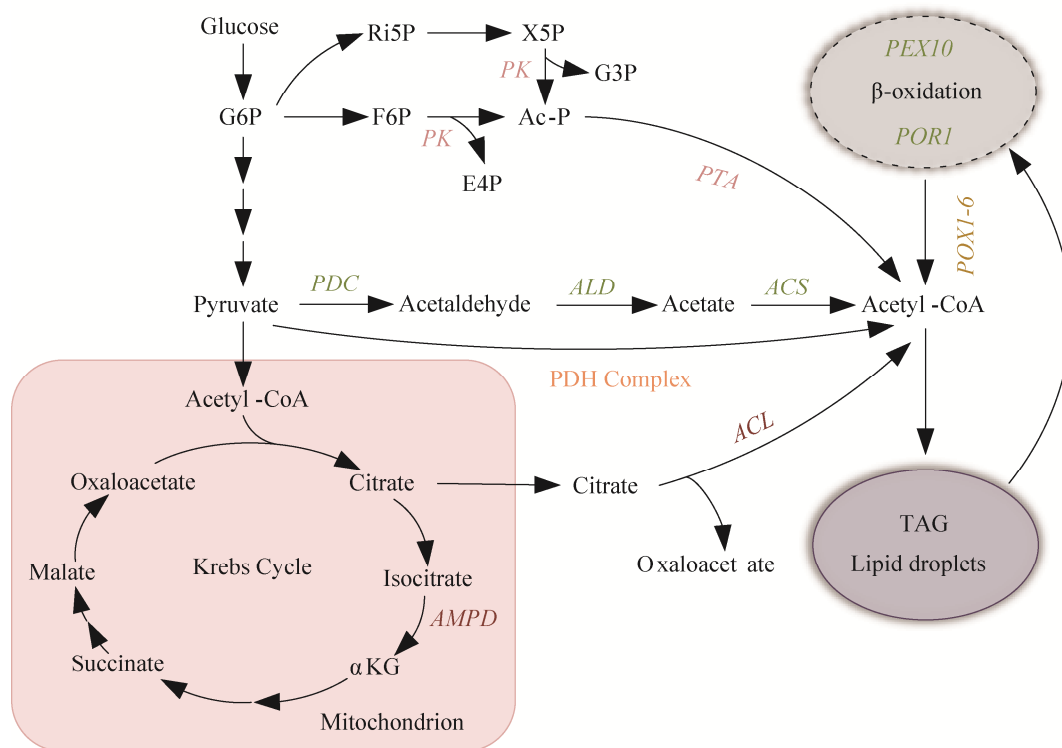 Glucose
Ri5P
X5P
PK
G3P
G6P
F6P
Ac-P
PK
E4P
PTA
PEX10
β-oxidation
POR1
POX1-6
Pyruvate
PDC
Acetaldehyde
ALD
Acetate
ACS
Acetyl -CoA
PDH Complex
Acetyl -CoA
Oxaloacetate
Citrate
Citrate
ACL
Oxaloacet ate
TAG
Lipid droplets
Malate
Krebs Cycle
Isocitrate
AMPD
Succinate
αKG
Mitochondrion